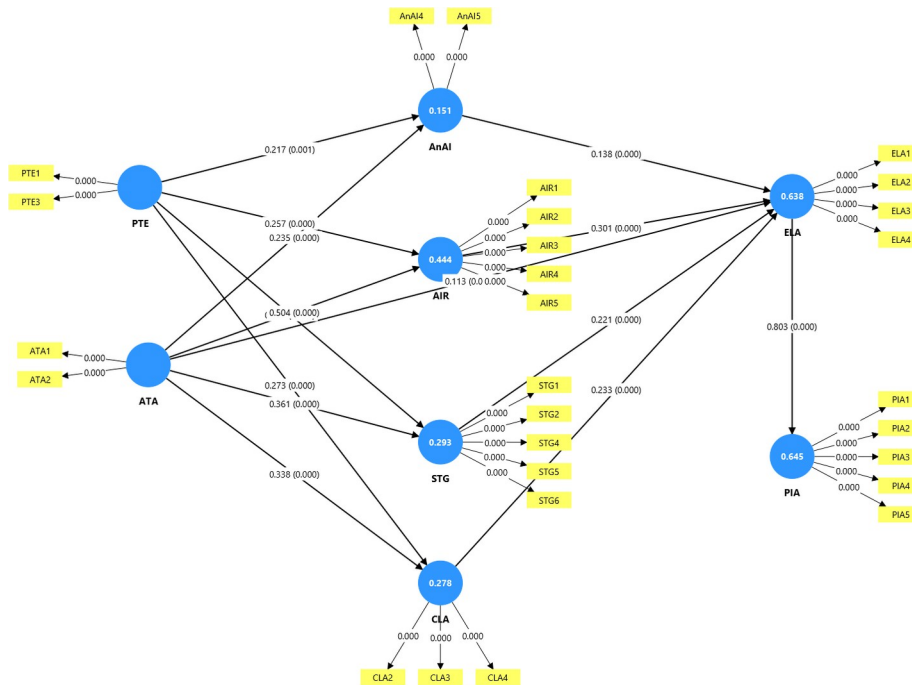 AnAI4 AnAI5
0.000 0.000
0.151
AnAI
0.217 (0.001)
0.138 (0.000)
PTE1
PTE3
0.000
0.000
PTE
0.257 (0.000)
0.235 (0.000)
AIR1
AIR2
AIR3
AIR4
AIR5
0.000
0.000
0.000
0.000
0.000
0.444
AIR
0.301 (0.000)
0.638
ELA
0.000
0.000
0.000
0.000
ELA1
ELA2
ELA3
ELA4
0.504 (0.000)
0.221 (0.000)
0.803 (0.000)
ATA1
ATA2
0.000
0.000
ATA
0.273 (0.000)
0.361 (0.000)
0.233 (0.000)
STG1
STG2
STG4
STG5
STG6
0.000
0.000
0.000
0.000
0.000
0.293
STG
PIA1
PIA2
PIA3
PIA4
PIA5
0.000
0.000
0.000
0.000
0.000
0.645
PIA
0.338 (0.000)
0.278
CLA
0.000 0.000 0.000
CLA2 CLA3 CLA4